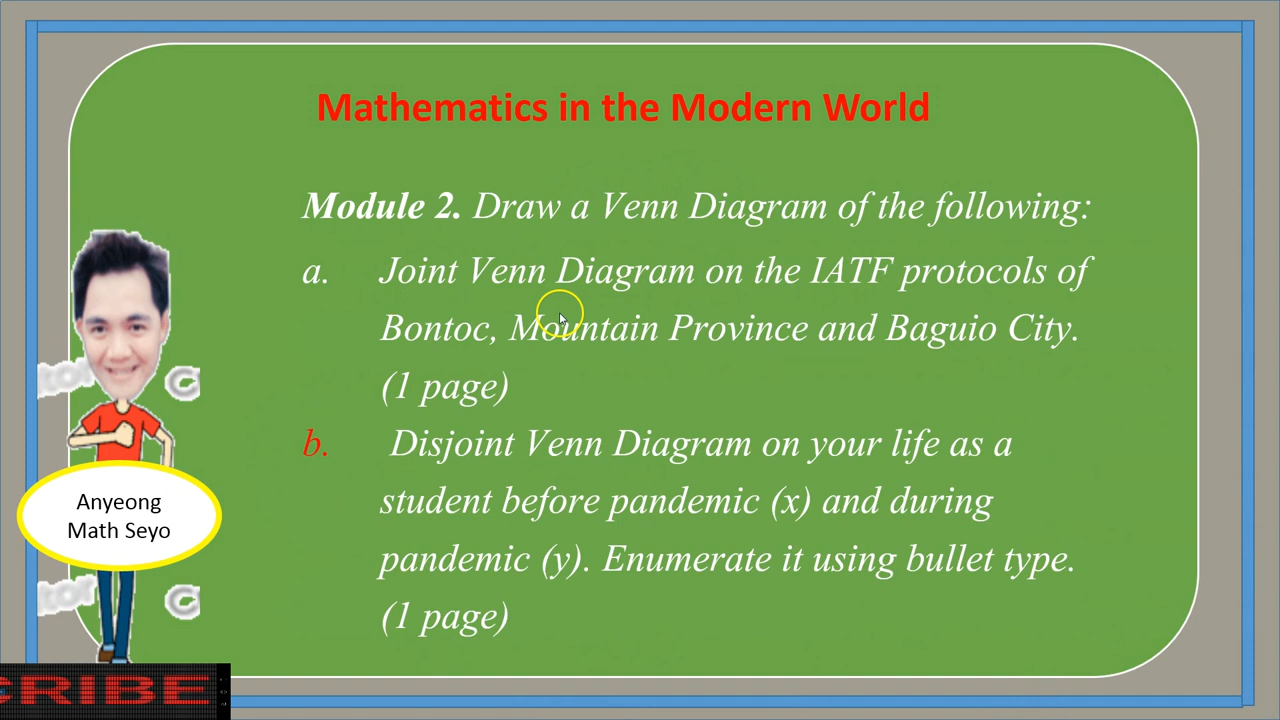 Mathematics in the Modern World
Module 2. Draw a Venn Diagram of the following:
a. Joint Venn Diagram on the IATF protocols of
Bontoc, Mountain Province and Baguio City.
(1 page)
b. Disjoint Venn Diagram on your life as a
student before pandemic (x) and during
pandemic (y). Enumerate it using bullet type.
(1 page)
Anyeong
Math Seyo
CRIBE